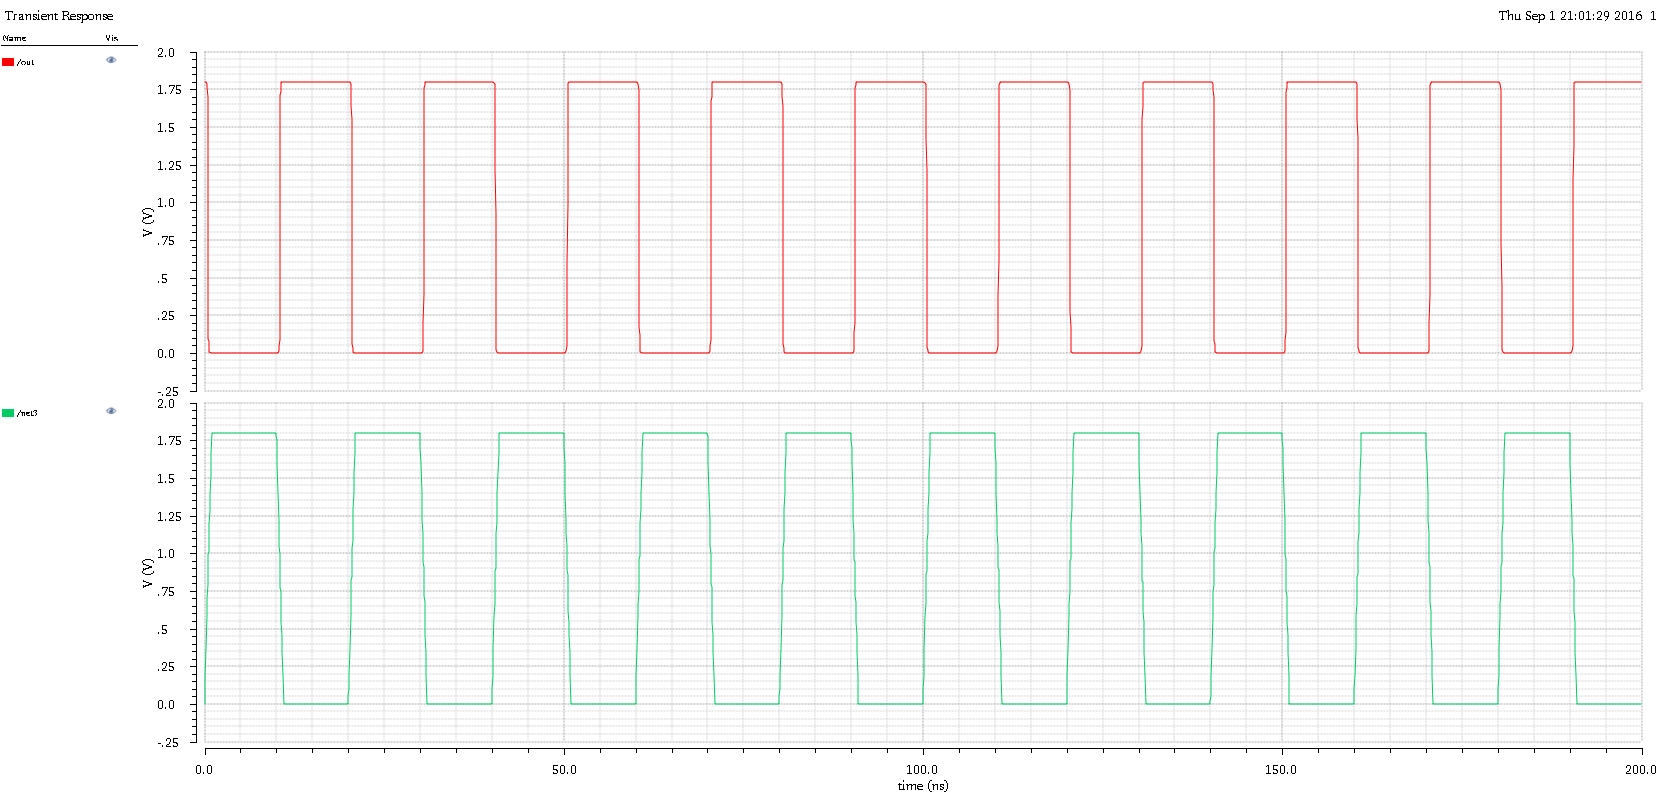 Transient Response
Thu Sep 1 21:01:29 2016 1
Name Vis
/out
2.0
1.75
1.5
1.25
1.0
.75
.5
.25
0.0
-.25
V (V)
/net3
2.0
1.75
1.5
1.25
1.0
.75
.5
.25
0.0
-.25
V (V)
0.0 50.0 100.0 150.0 200.0
time (ns)